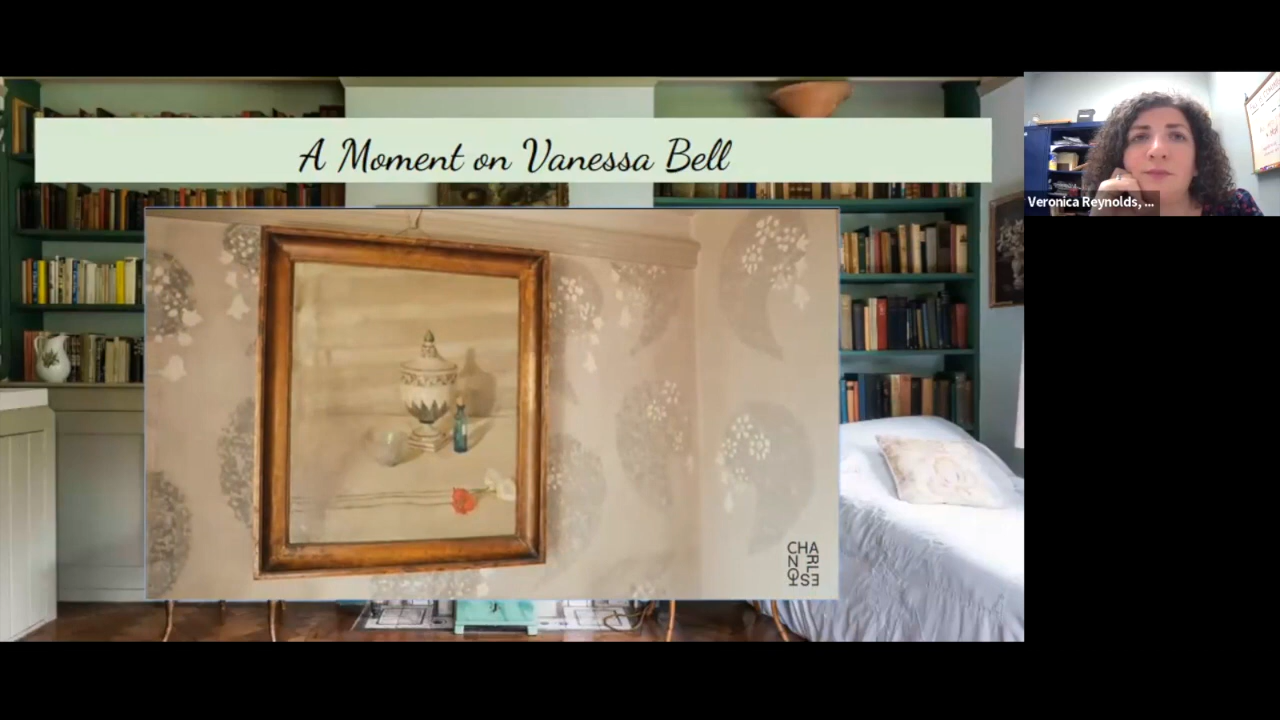 A Moment on Vanessa Bell
Veronica Reynolds, ...
CHARLESTON